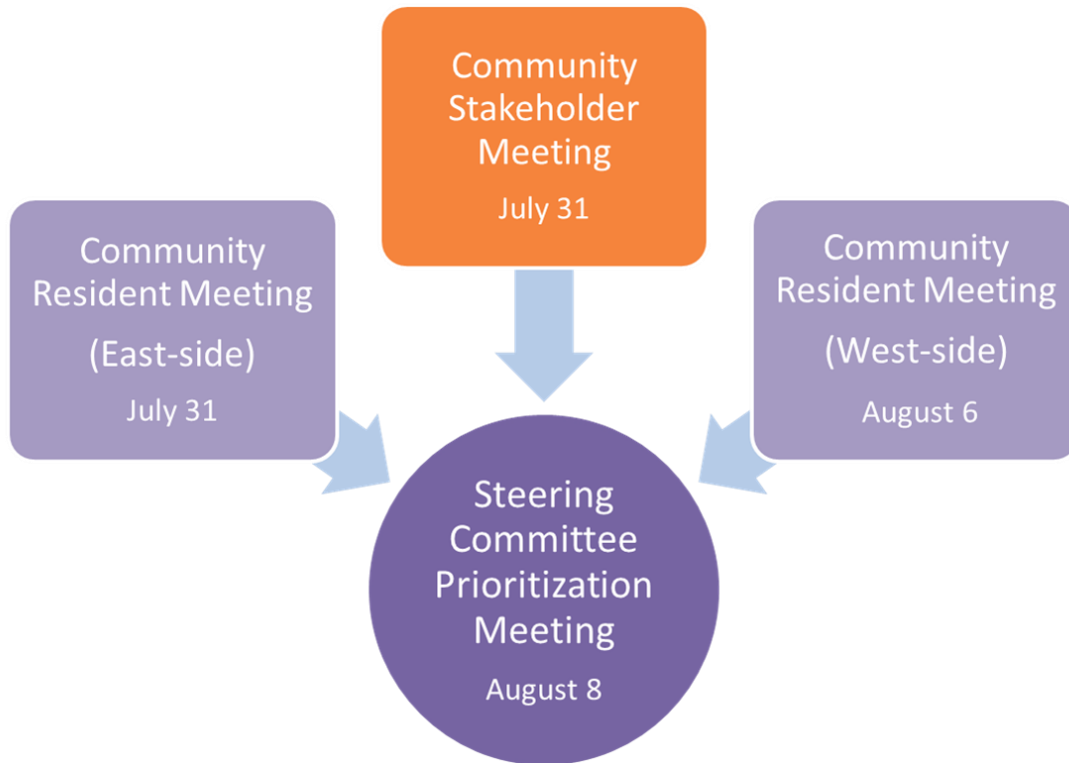 Community
Stakeholder
Meeting
July 31
Community
Resident Meeting
(East-side)
July 31
Community
Resident Meeting
(West-side)
August 6
Steering
Committee
Prioritization
Meeting
August 8